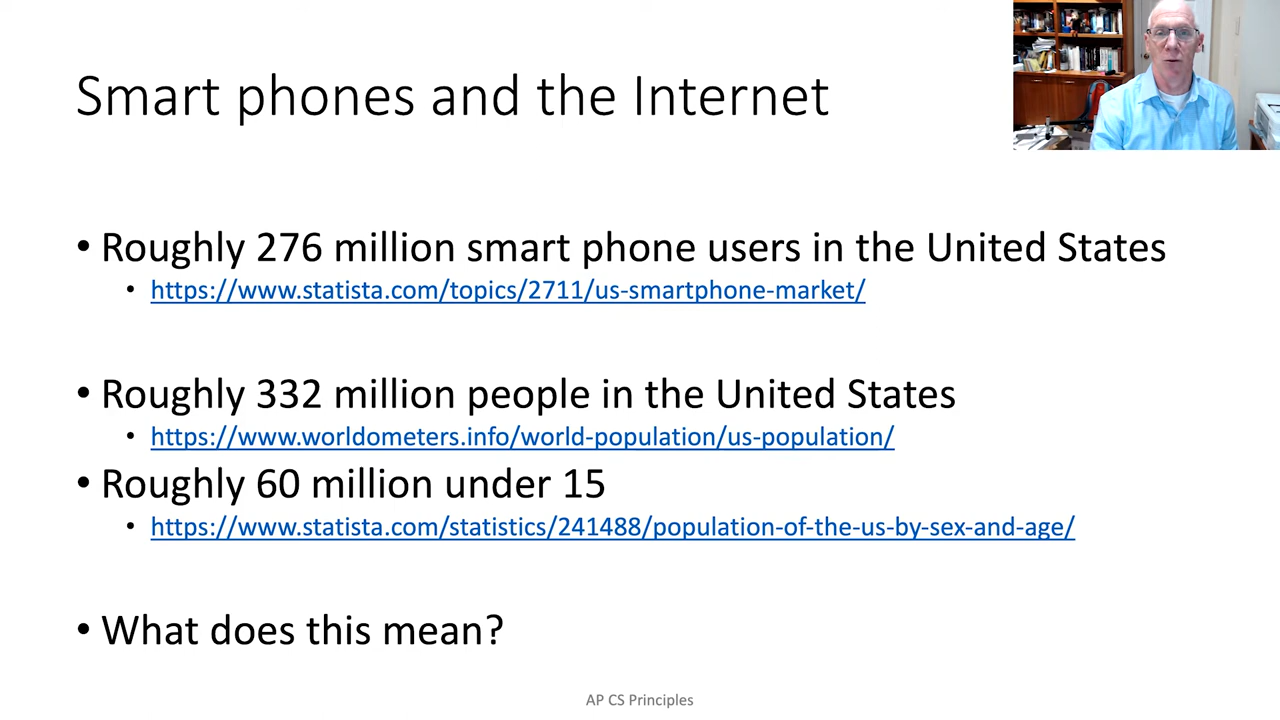 Smart phones and the Internet
• Roughly 276 million smart phone users in the United States
• https://www.statista.com/topics/2711/us-smartphone-market/
• Roughly 332 million people in the United States
• https://www.worldometers.info/world-population/us-population/
• Roughly 60 million under 15
• https://www.statista.com/statistics/241488/population-of-the-us-by-sex-and-age/
• What does this mean?
AP CS Principles